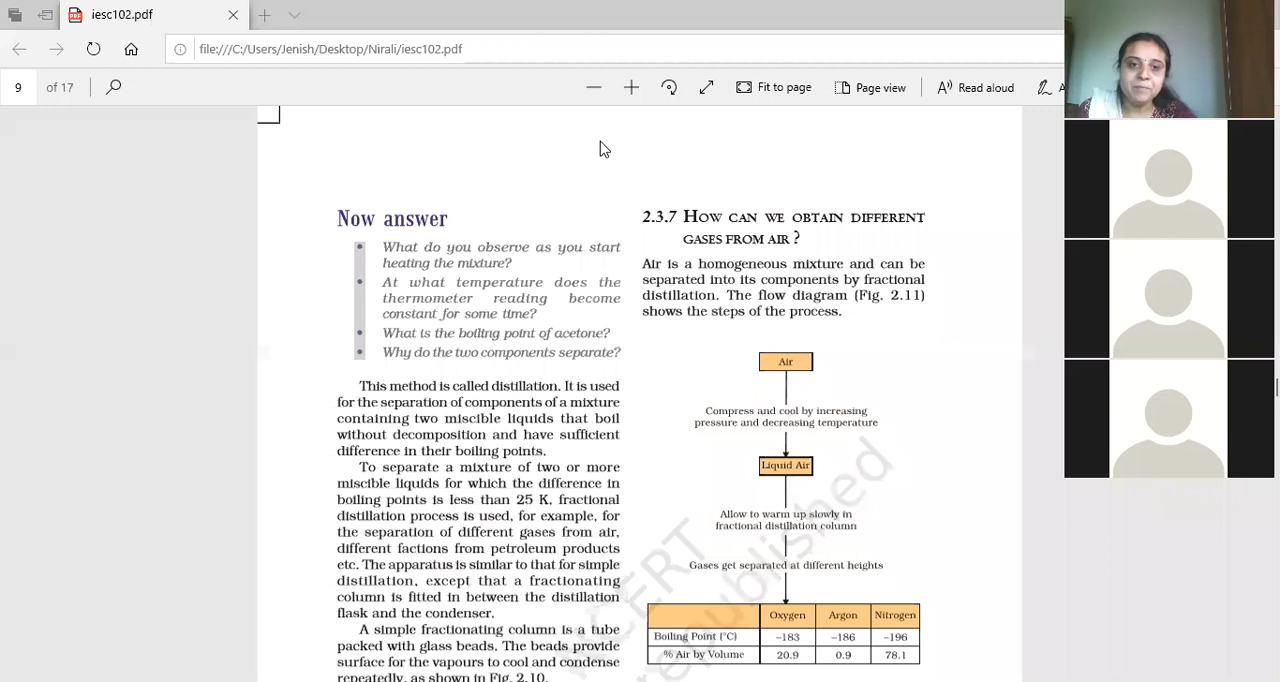 iesc102.pdf
file:///C:/Users/Jenish/Desktop/Nirali/iesc102.pdf
9 of 17
Fit to page
Page view
Read aloud
Now answer
What do you observe as you start
heating the mixture?
At what temperature does the
thermometer reading become
constant for some time?
What is the boiling point of acetone?
Why do the two components separate?
This method is called distillation. It is used
for the separation of components of a mixture
containing two miscible liquids that boil
without decomposition and have sufficient
difference in their boiling points.
To separate a mixture of two or more
miscible liquids for which the difference in
boiling points is less than 25 K, fractional
distillation process is used, for example, for
the separation of different gases from air,
different factions from petroleum products
etc. The apparatus is similar to that for simple
distillation, except that a fractionating
column is fitted in between the distillation
flask and the condenser.
A simple fractionating column is a tube
packed with glass beads. The beads provide
surface for the vapours to cool and condense
repeatedly, as shown in Fig. 2.10.
2.3.7 HOW CAN WE OBTAIN DIFFERENT
GASES FROM AIR ?
Air is a homogeneous mixture and can be
separated into its components by fractional
distillation. The flow diagram (Fig. 2.11)
shows the steps of the process.
Air
Compress and cool by increasing
pressure and decreasing temperature
Liquid Air
Allow to warm up slowly in
fractional distillation column
Gases get separated at different heights
Oxygen Argon Nitrogen
Boiling Point (°C) –183 –186 –196
% Air by Volume 20.9 0.9 78.1
NCERT
republished